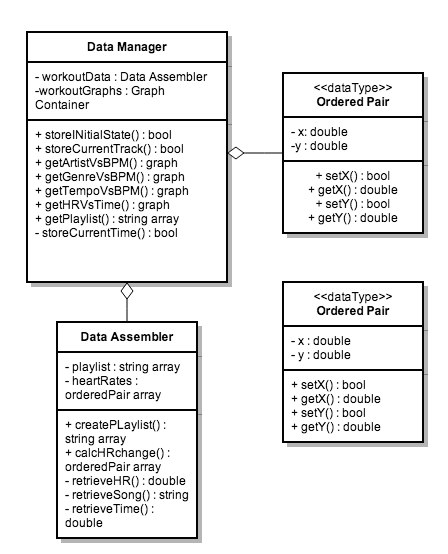 Data Manager
- workoutData : Data Assembler
-workoutGraphs : Graph
Container
+ storeINitialState() : bool
+ storeCurrentTrack() : bool
+ getArtistVsBPM() : graph
+ getGenreVsBPM() : graph
+ getTempoVsBPM() : graph
+ getHRVsTime() : graph
+ getPlaylist() : string array
- storeCurrentTime() : bool
<<dataType>>
Ordered Pair
- x: double
-y : double
+ setX() : bool
+ getX() : double
+ setY() : bool
+ getY() : double
<<dataType>>
Ordered Pair
- x : double
- y : double
+ setX() : bool
+ getX() : double
+ setY() : bool
+ getY() : double
Data Assembler
- playlist : string array
- heartRates :
orderedPair array
+ createPLaylist() :
string array
+ calcHRchange() :
orderedPair array
- retrieveHR() : double
- retrieveSong() : string
- retrieveTime() :
double